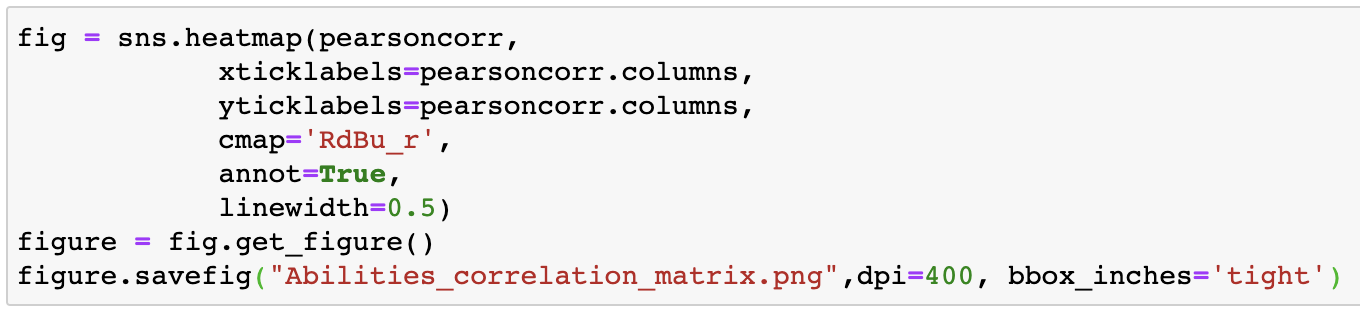 fig = sns.heatmap(pearsoncorr,
            xticklabels=pearsoncorr.columns,
            yticklabels=pearsoncorr.columns,
            cmap='RdBu_r',
            annot=True,
            linewidth=0.5)
figure = fig.get_figure()
figure.savefig("Abilities_correlation_matrix.png",dpi=400, bbox_inches='tight')